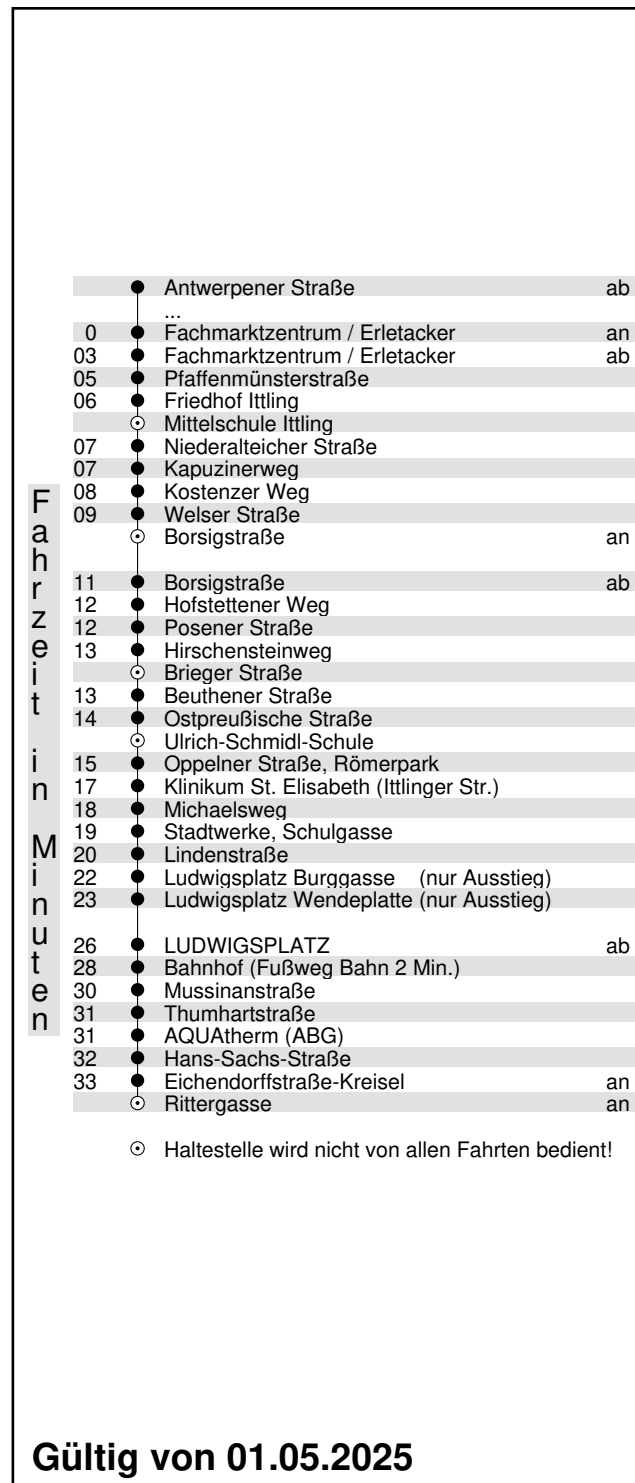 Antwerpener Straße ab
...
0 Fachmarktzentrum / Erletacker an
03 Fachmarktzentrum / Erletacker ab
05 Pfaffenmünsterstraße
06 Friedhof Ittling
Mittelschule Ittling
07 Niederalteicher Straße
07 Kapuzinerweg
08 Kostenzer Weg
09 Welser Straße
Borsigstraße an
11 Borsigstraße ab
12 Hofstettener Weg
12 Posener Straße
13 Hirschensteinweg
Brieger Straße
13 Beuthener Straße
14 Ostpreußische Straße
Ulrich-Schmidl-Schule
15 Oppelner Straße, Römerpark
17 Klinikum St. Elisabeth (Ittlinger Str.)
18 Michaelsweg
19 Stadtwerke, Schulgasse
20 Lindenstraße
22 Ludwigsplatz Burggasse (nur Ausstieg)
23 Ludwigsplatz Wendeplatte (nur Ausstieg)
26 LUDWIGSPLATZ ab
28 Bahnhof (Fußweg Bahn 2 Min.)
30 Mussinanstraße
31 Thumhartstraße
31 AQUAtherm (ABG)
32 Hans-Sachs-Straße
33 Eichendorffstraße-Kreisel an
Rittergasse an
Haltestelle wird nicht von allen Fahrten bedient!
Fahrzeit in Minuten
Gültig von 01.05.2025